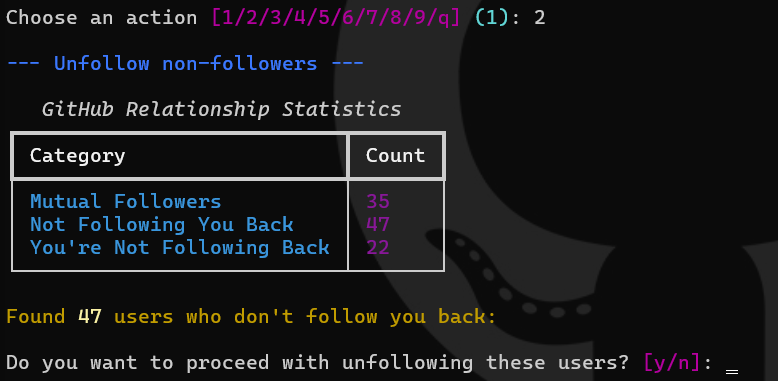 Choose an action [1/2/3/4/5/6/7/8/9/q] (1): 2
--- Unfollow non-followers ---
GitHub Relationship Statistics
Category Count
Mutual Followers 35
Not Following You Back 47
You're Not Following Back 22
Found 47 users who don't follow you back:
Do you want to proceed with unfollowing these users? [y/n]: _